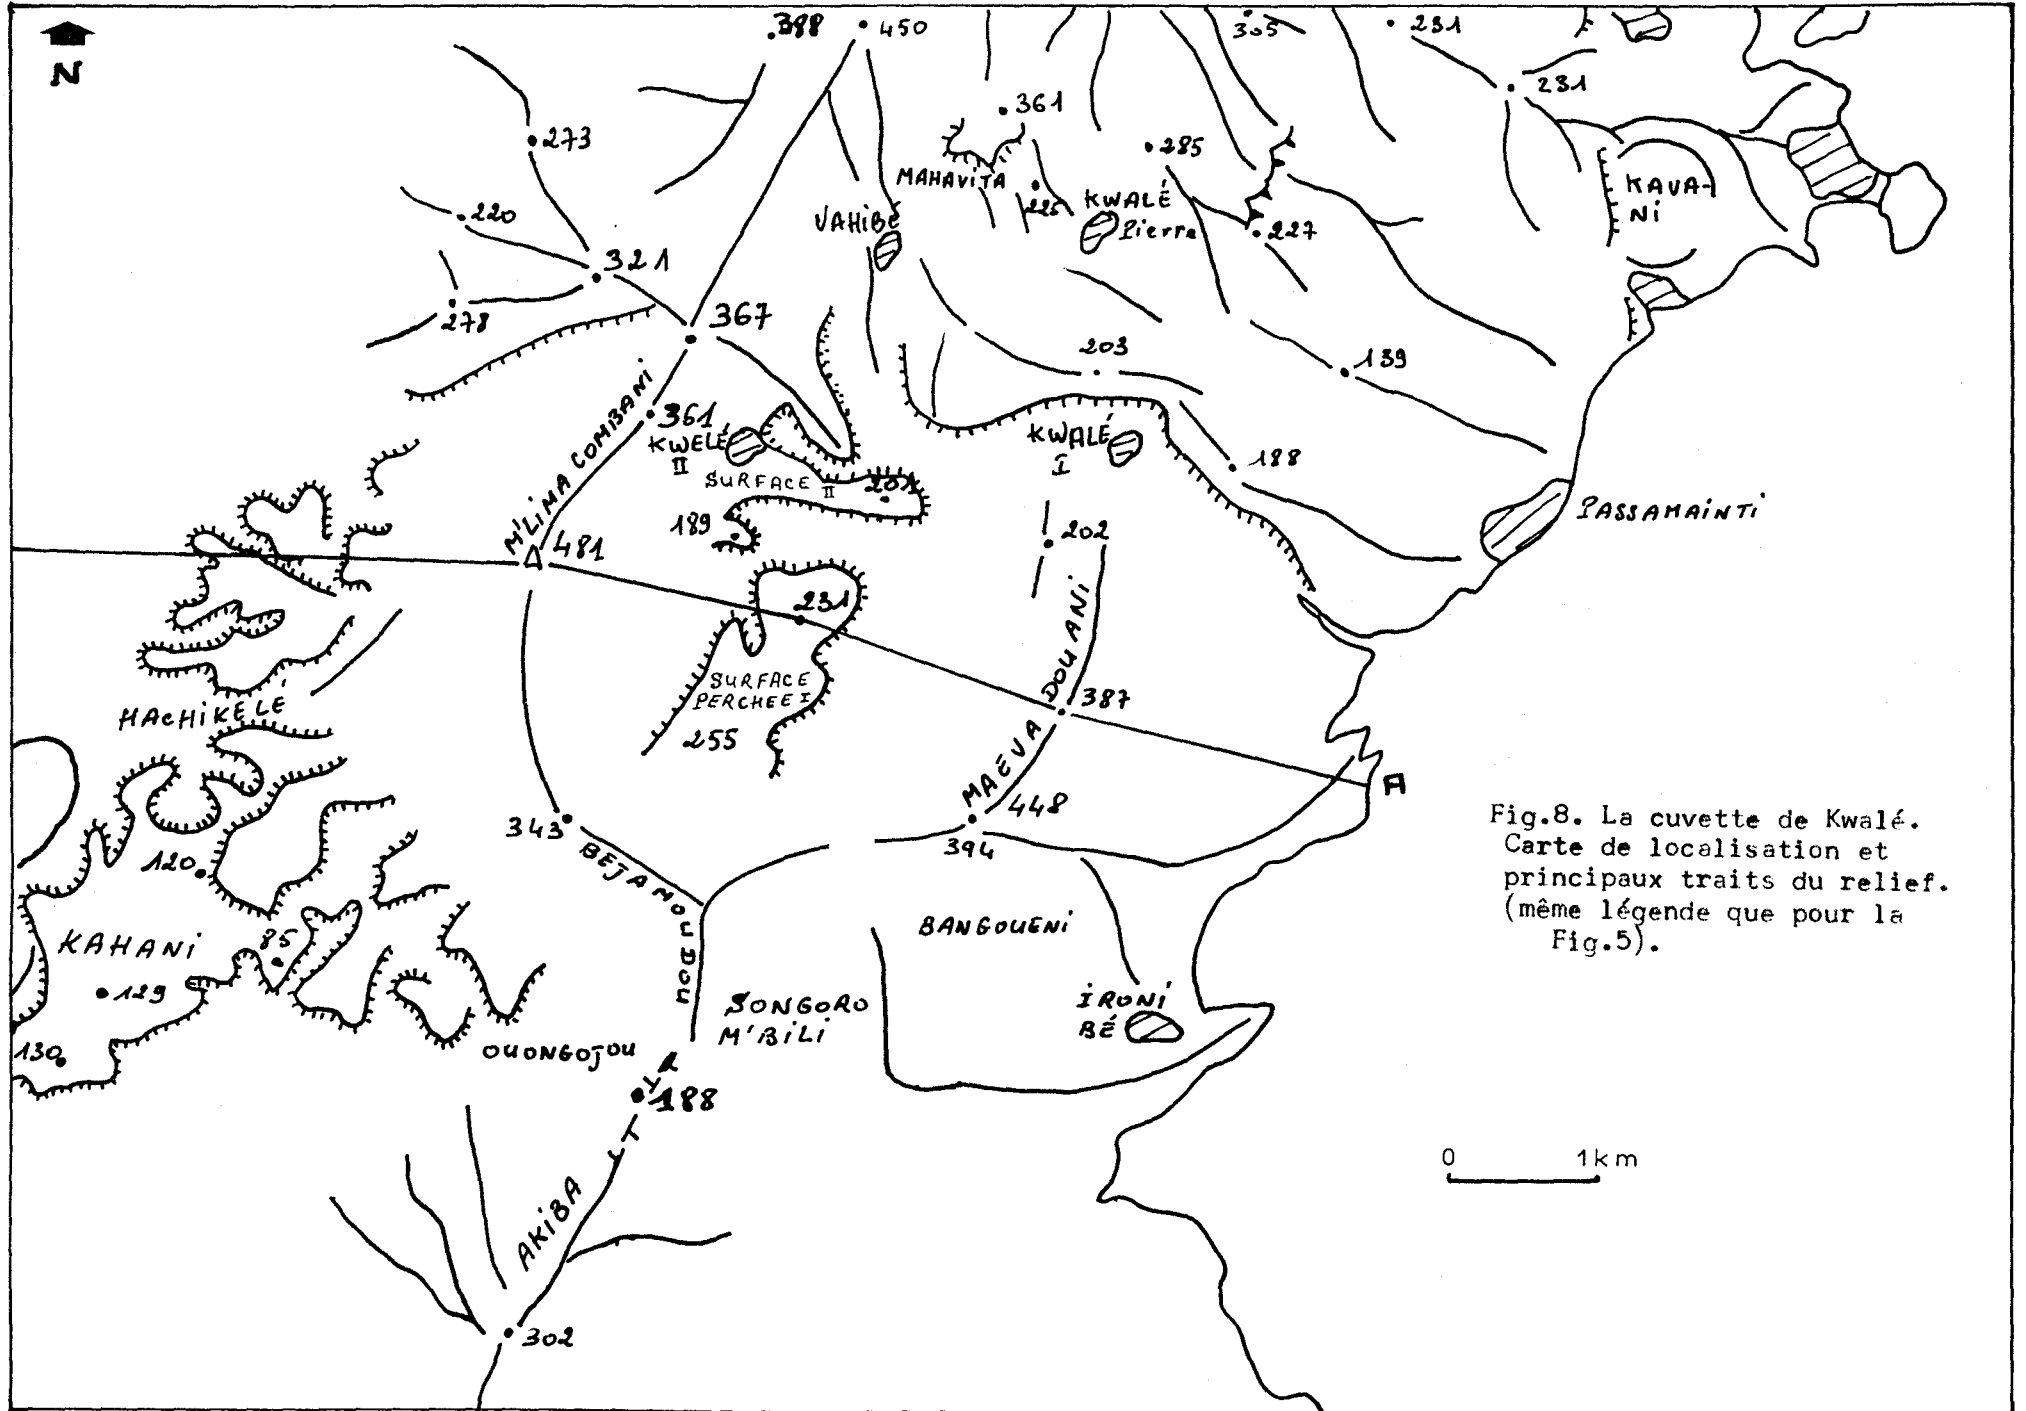 N
.388
450
305
231
231
361
273
285
MAHAVITA
KAVA-
NI
220
225
KWALÉ
Pierre
VAHIBÉ
227
321
278
367
203
139
M'LIMA COMBANI
361
KWELÉ
II
KWALÉ
I
188
SURFACE II
201
PASSAMAINTI
189
202
481
231
MAÉVA DOUANI
SURFACE
PERCHEE I
387
HACHIKELÉ
255
A
448
343
394
BEJAMOUDOU
120
Fig.8. La cuvette de Kwalé.
Carte de localisation et
principaux traits du relief.
(même légende que pour la
Fig.5).
BANGOUENI
85
KAHANI
129
SONGORO
M'BILI
IRONI
BÉ
130
OUONGOJOU
188
0 1km
AKIBA
302